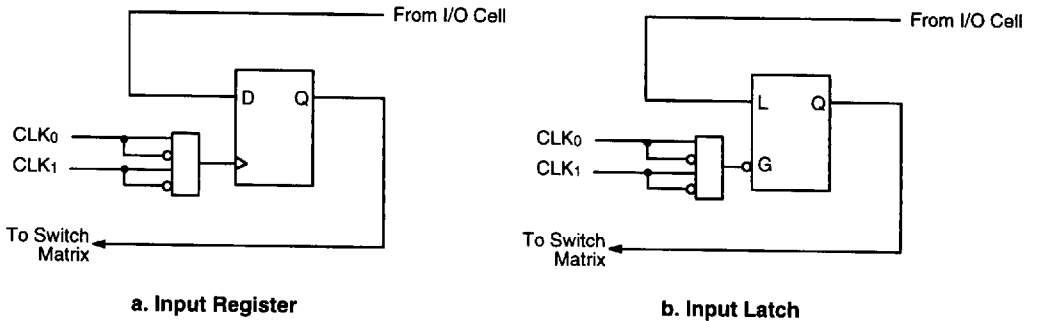 From I/O Cell
D Q
CLK0
CLK1
To Switch
Matrix
a. Input Register
From I/O Cell
L Q
CLK0
CLK1
G
To Switch
Matrix
b. Input Latch